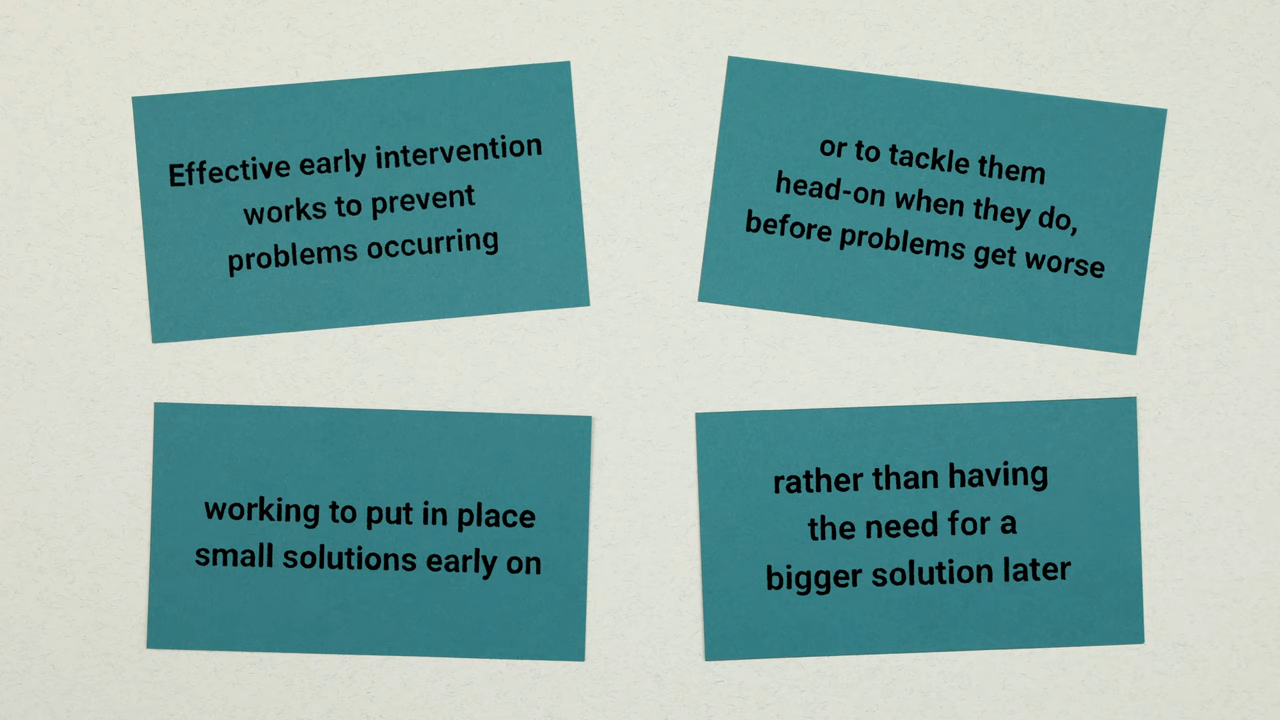 Effective early intervention
works to prevent
problems occurring
or to tackle them
head-on when they do,
before problems get worse
working to put in place
small solutions early on
rather than having
the need for a
bigger solution later